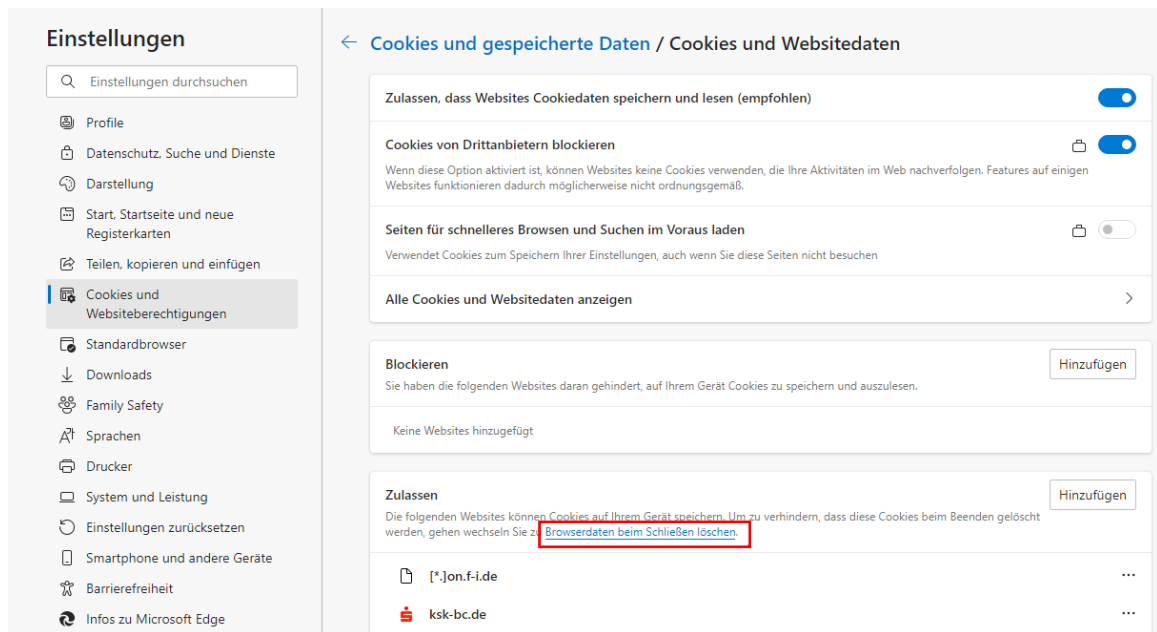 Einstellungen
Einstellungen durchsuchen
Profile
Datenschutz, Suche und Dienste
Darstellung
Start, Startseite und neue
Registerkarten
Teilen, kopieren und einfügen
Cookies und
Websiteberechtigungen
Standardbrowser
Downloads
Family Safety
Sprachen
Drucker
System und Leistung
Einstellungen zurücksetzen
Smartphone und andere Geräte
Barrierefreiheit
Infos zu Microsoft Edge
Cookies und gespeicherte Daten / Cookies und Websitedaten
Zulassen, dass Websites Cookiedaten speichern und lesen (empfohlen)
Cookies von Drittanbietern blockieren
Wenn diese Option aktiviert ist, können Websites keine Cookies verwenden, die Ihre Aktivitäten im Web nachverfolgen. Features auf einigen
Websites funktionieren dadurch möglicherweise nicht ordnungsgemäß.
Seiten für schnelleres Browsen und Suchen im Voraus laden
Verwendet Cookies zum Speichern Ihrer Einstellungen, auch wenn Sie diese Seiten nicht besuchen
Alle Cookies und Websitedaten anzeigen
Blockieren
Hinzufügen
Sie haben die folgenden Websites daran gehindert, auf Ihrem Gerät Cookies zu speichern und auszulesen.
Keine Websites hinzugefügt
Zulassen
Hinzufügen
Die folgenden Websites können Cookies auf Ihrem Gerät speichern. Um zu verhindern, dass diese Cookies beim Beenden gelöscht
werden, gehen wechseln Sie zu Browserdaten beim Schließen löschen.
[*.]on.f-i.de
ksk-bc.de